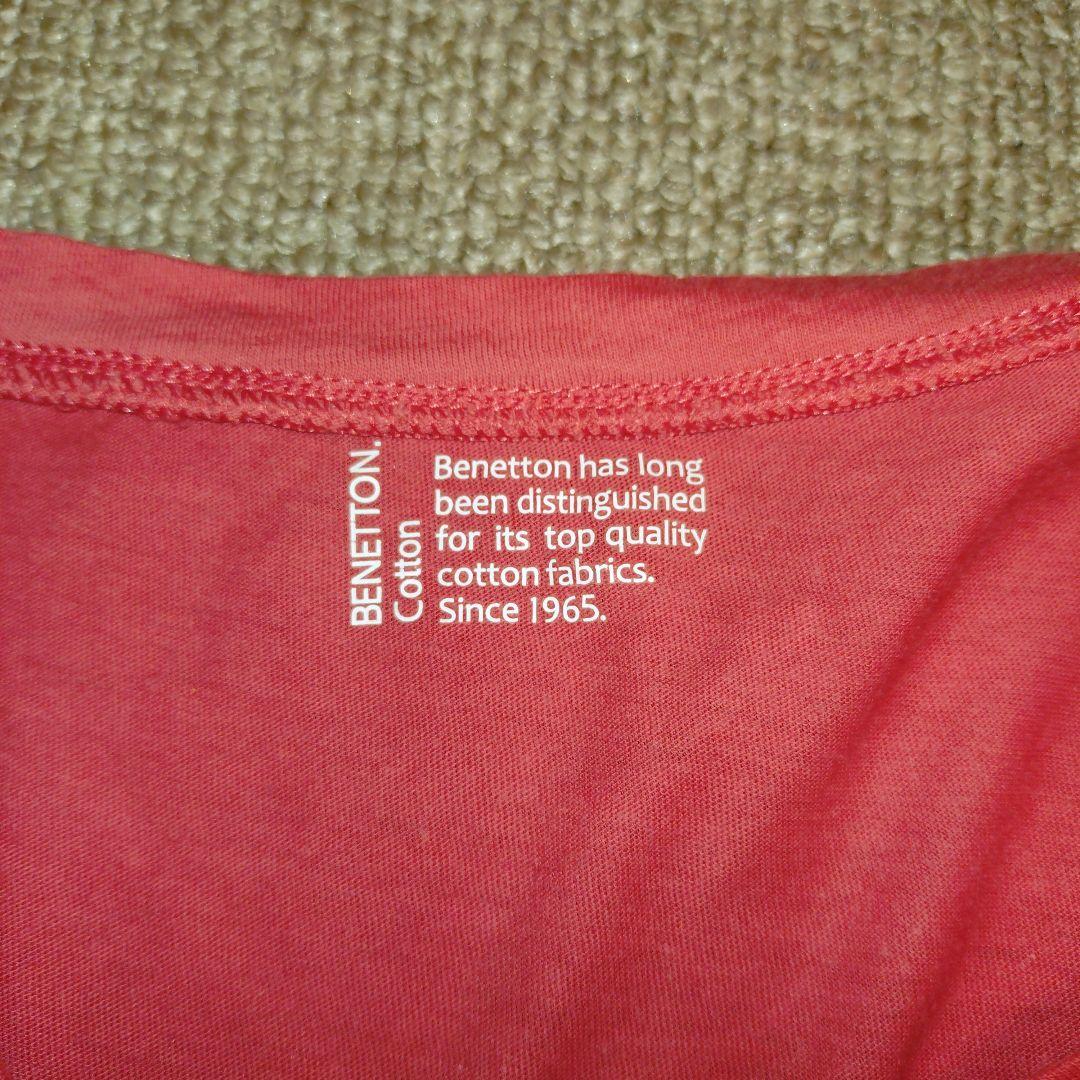 BENETTON.
Cotton
Benetton has long
been distinguished
for its top quality
cotton fabrics.
Since 1965.